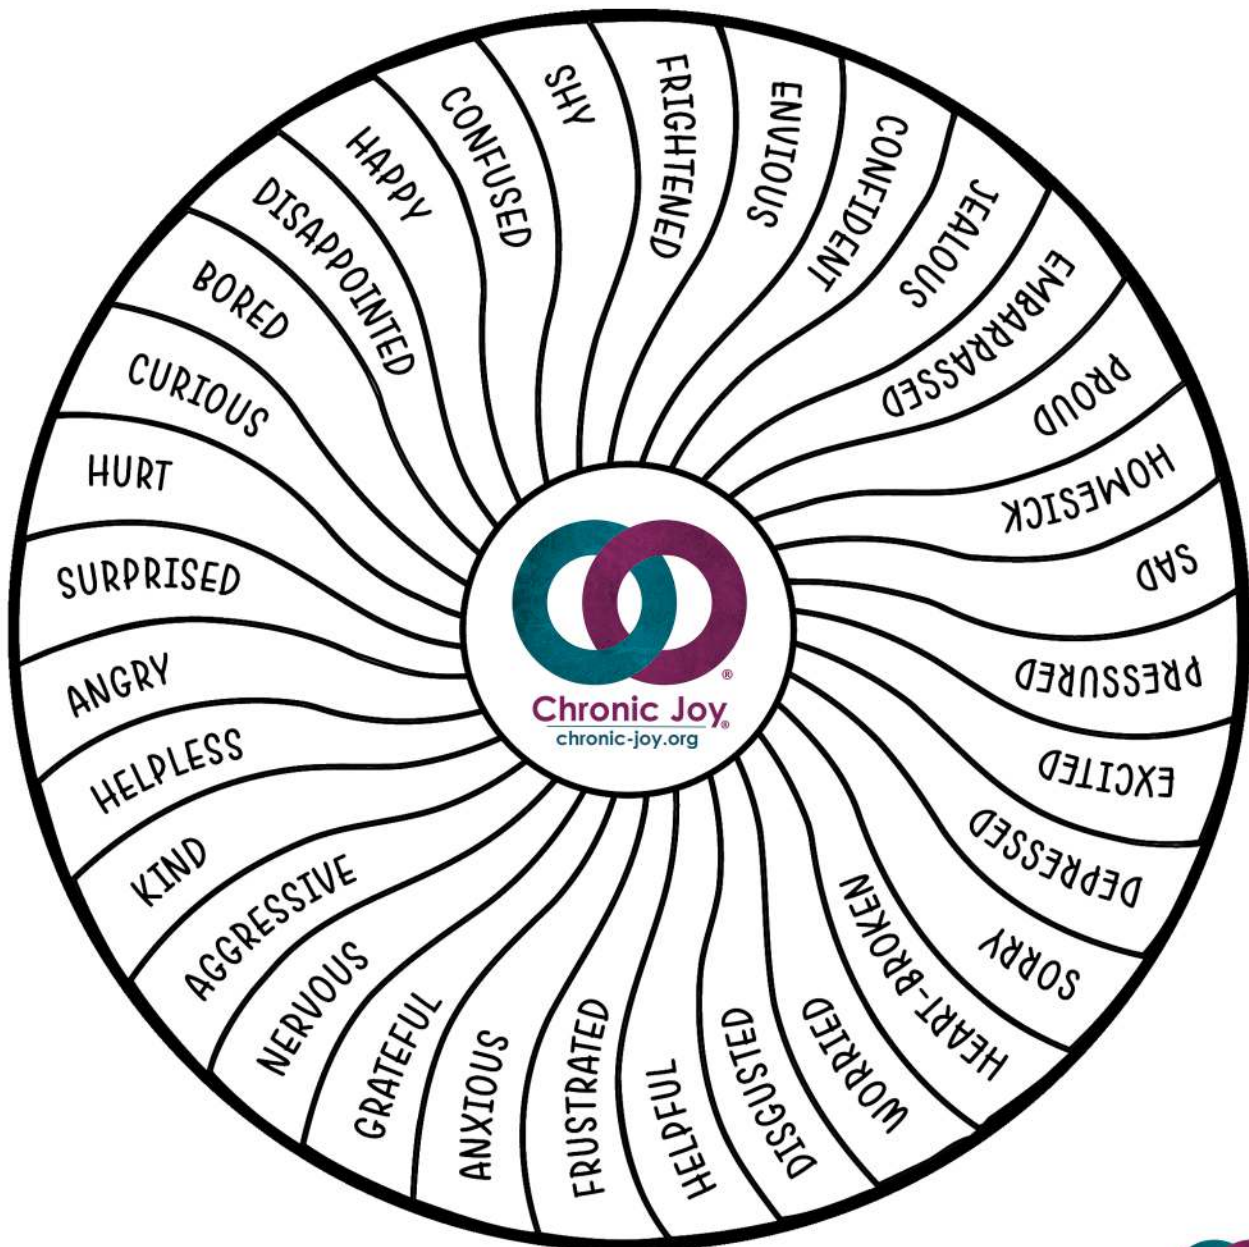 SHY
FRIGHTENED
ENVIOUS
CONFIDENT
JEALOUS
EMBARRASSED
PROUD
HOMESICK
SAD
PRESSURED
EXCITED
DEPRESSED
SORRY
HEART-BROKEN
WORRIED
DISGUSTED
HELPFUL
FRUSTRATED
ANXIOUS
GRATEFUL
NERVOUS
AGGRESSIVE
KIND
HELPLESS
ANGRY
SURPRISED
HURT
CURIOUS
BORED
DISAPPOINTED
HAPPY
CONFUSED
®
Chronic Joy®
chronic-joy.org